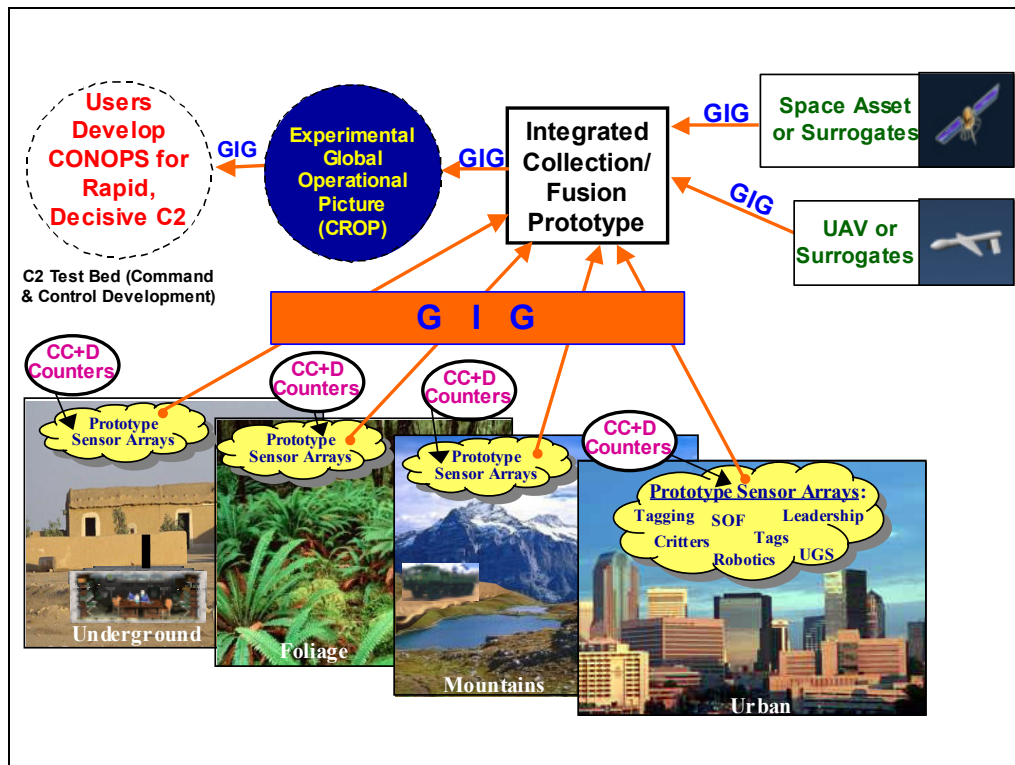 Users
Develop
CONOPS for
Rapid,
Decisive C2
GIG
Experimental
Global
Operational
Picture
(CROP)
GIG
Integrated
Collection/
Fusion
Prototype
GIG
Space Asset
or Surrogates
GIG
UAV or
Surrogates
C2 Test Bed (Command
& Control Development)
G I G
CC+D
Counters
CC+D
Counters
CC+D
Counters
CC+D
Counters
Prototype
Sensor Arrays
Prototype
Sensor Arrays
Prototype
Sensor Arrays
Prototype Sensor Arrays:
Tagging SOF Leadership
Critters Tags
Robotics UGS
Underground
Foliage
Mountains
Urban